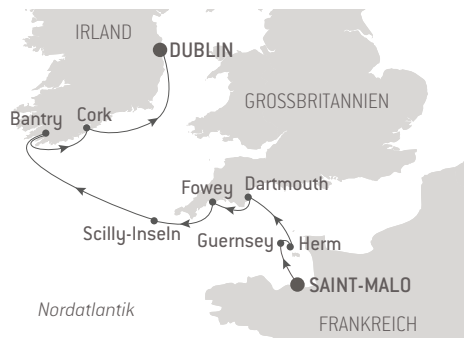 IRLAND
DUBLIN
GROSSBRITANNIEN
Bantry
Cork
Fowey
Dartmouth
Scilly-Inseln
Guernsey
Herm
SAINT-MALO
Nordatlantik
FRANKREICH